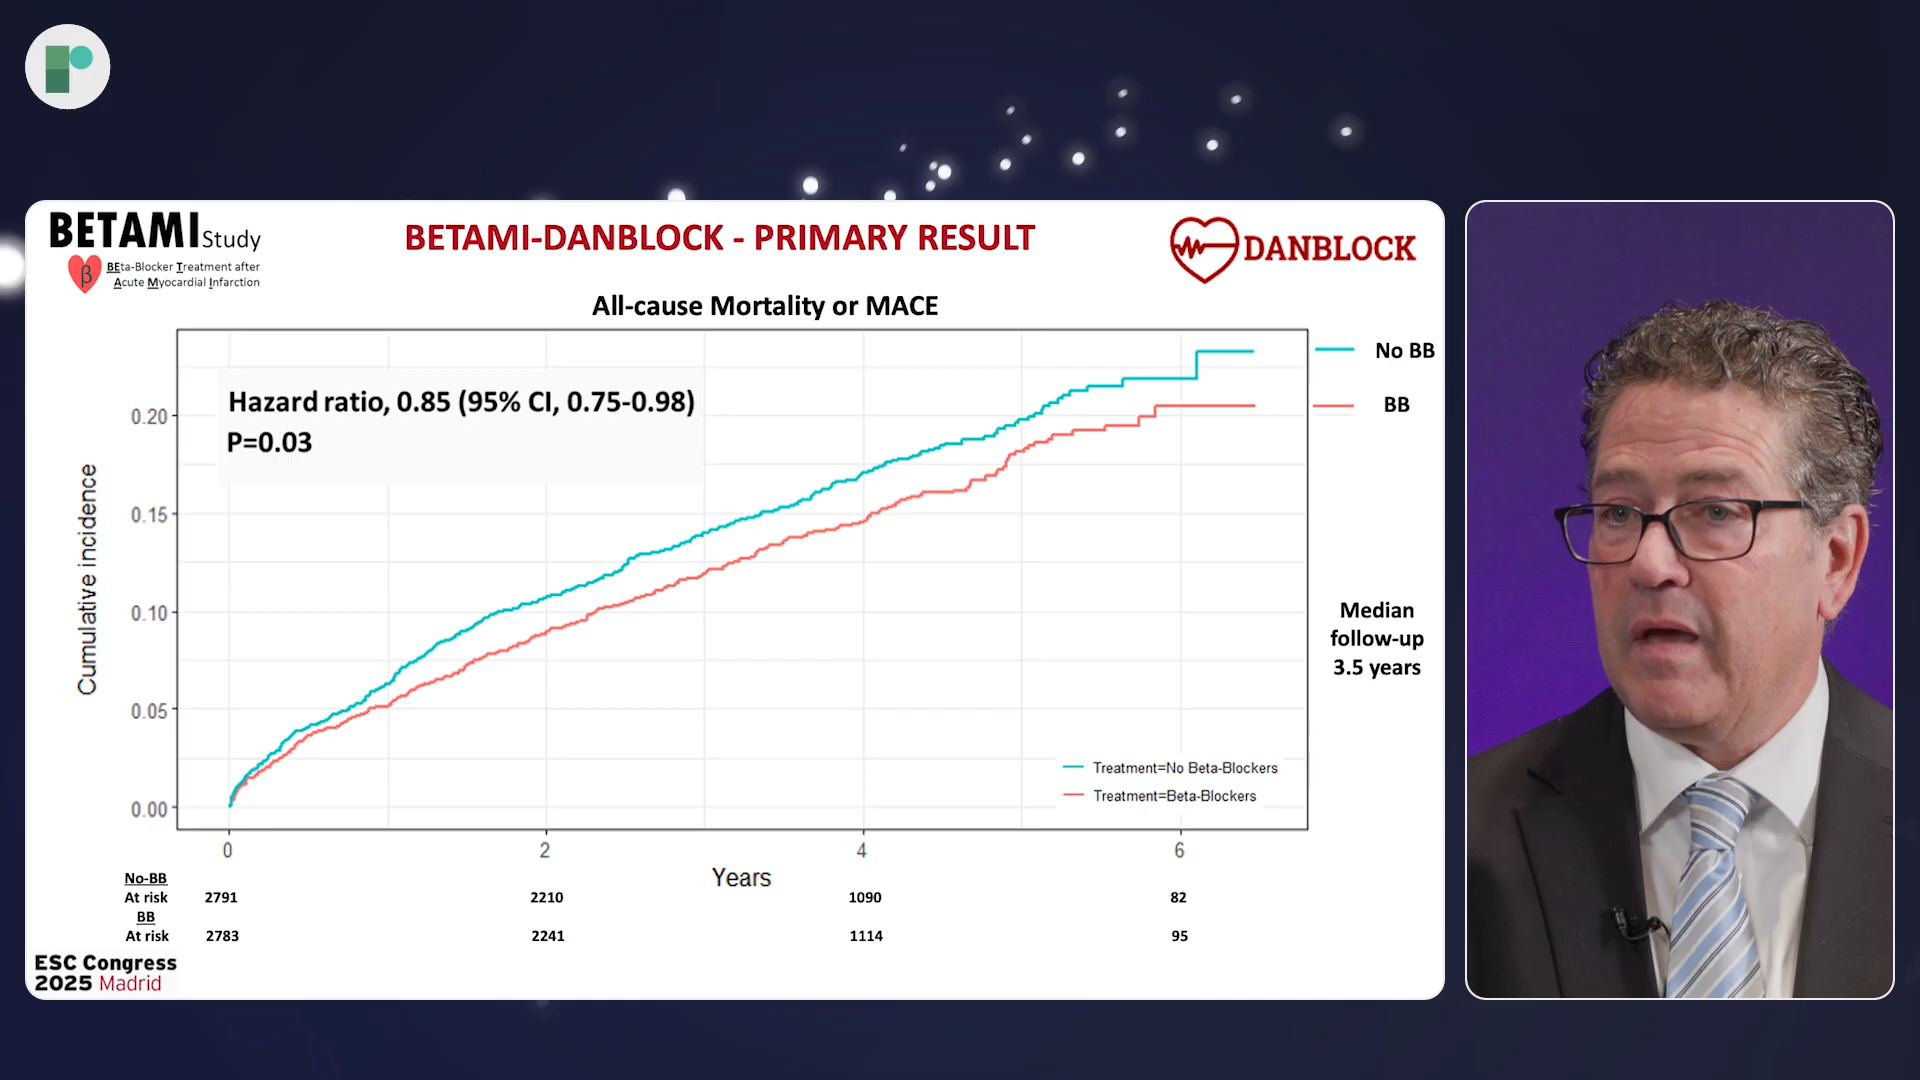 BETAMI Study
BEta-Blocker Treatment after
Acute Myocardial Infarction
β
BETAMI-DANBLOCK - PRIMARY RESULT
DANBLOCK
All-cause Mortality or MACE
Hazard ratio, 0.85 (95% CI, 0.75-0.98)
P=0.03
No BB
BB
Cumulative incidence
0.20
0.15
0.10
0.05
0.00
Median
follow-up
3.5 years
Treatment=No Beta-Blockers
Treatment=Beta-Blockers
0 2 4 6
Years
No-BB
At risk 2791 2210 1090 82
BB
At risk 2783 2241 1114 95
ESC Congress
2025 Madrid